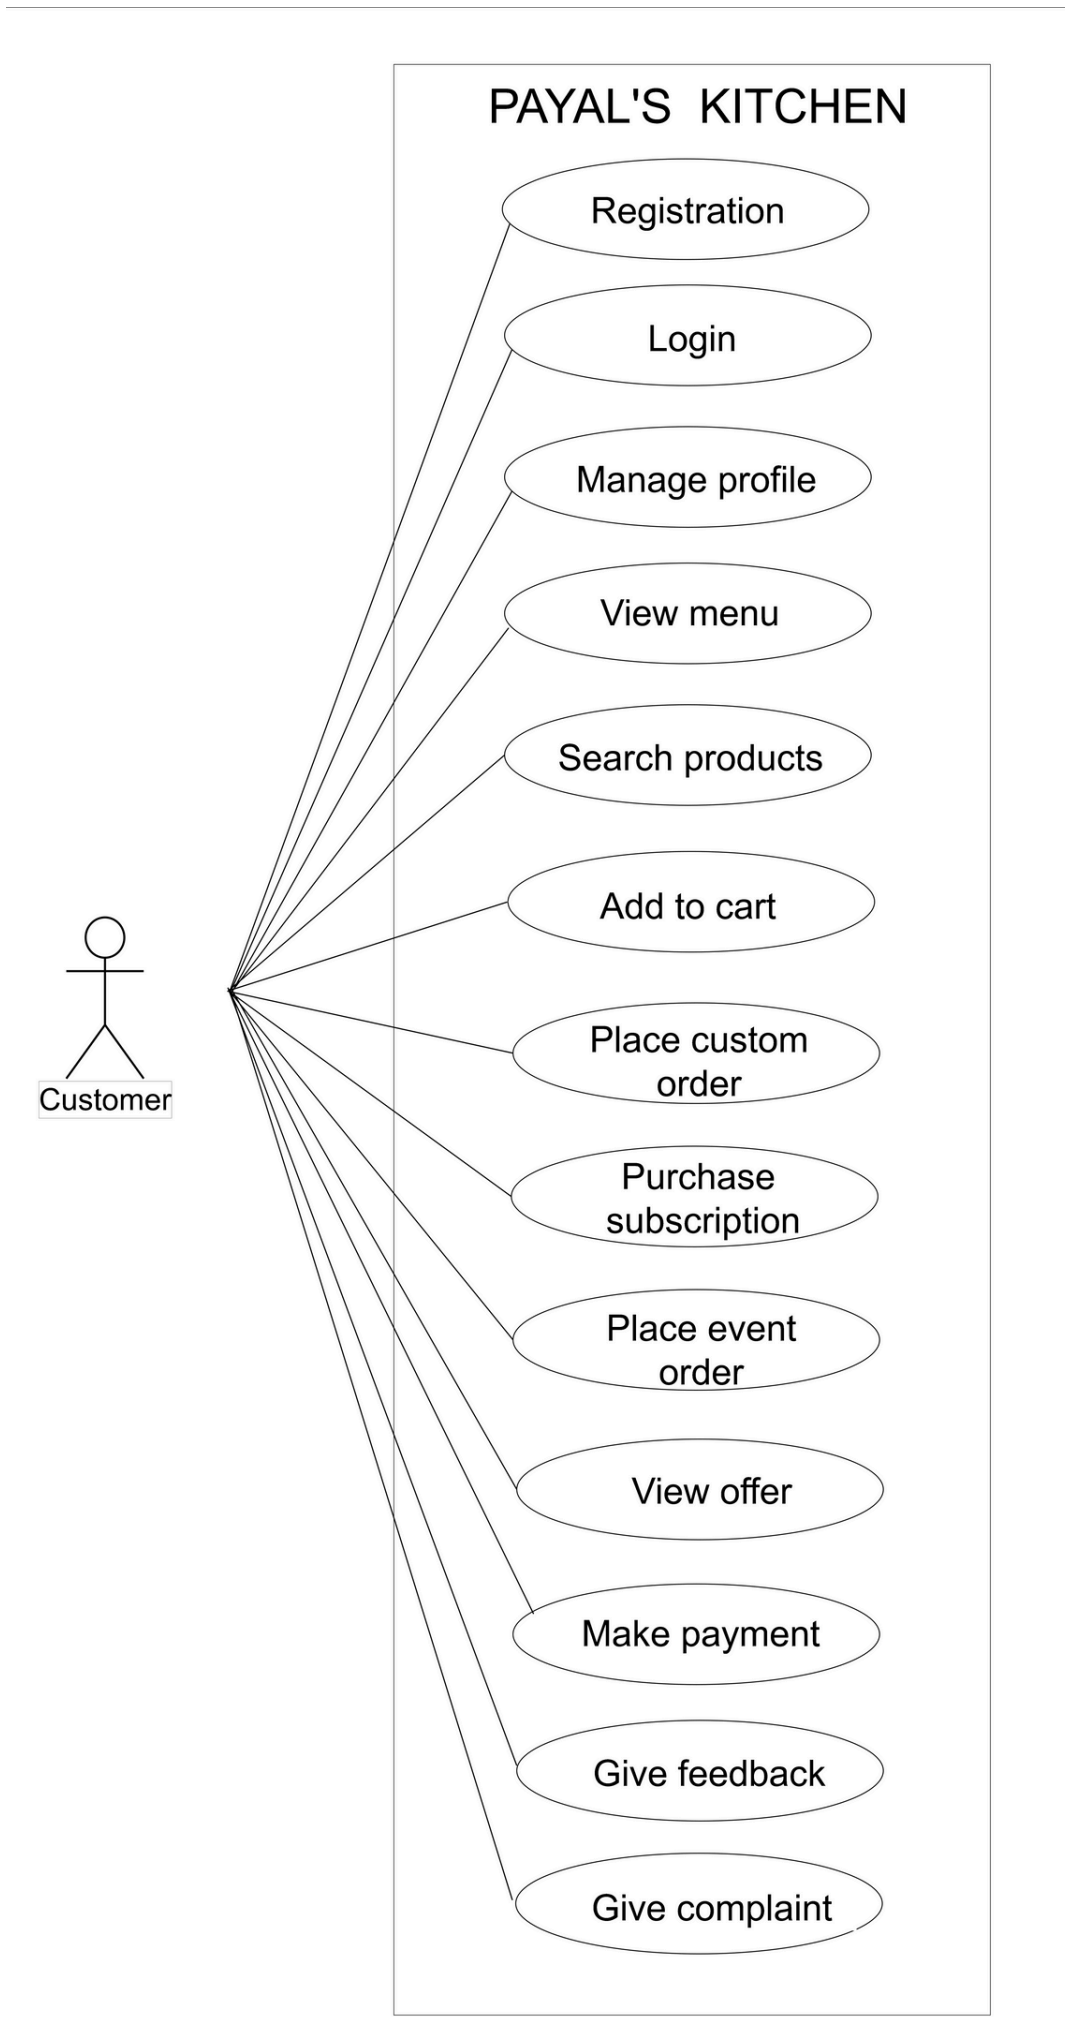 PAYAL'S  KITCHEN
Registration
Login
Manage profile
View menu
Search products
Add to cart
Customer
Place custom
order
Purchase
subscription
Place event
order
View offer
Make payment
Give feedback
Give complaint